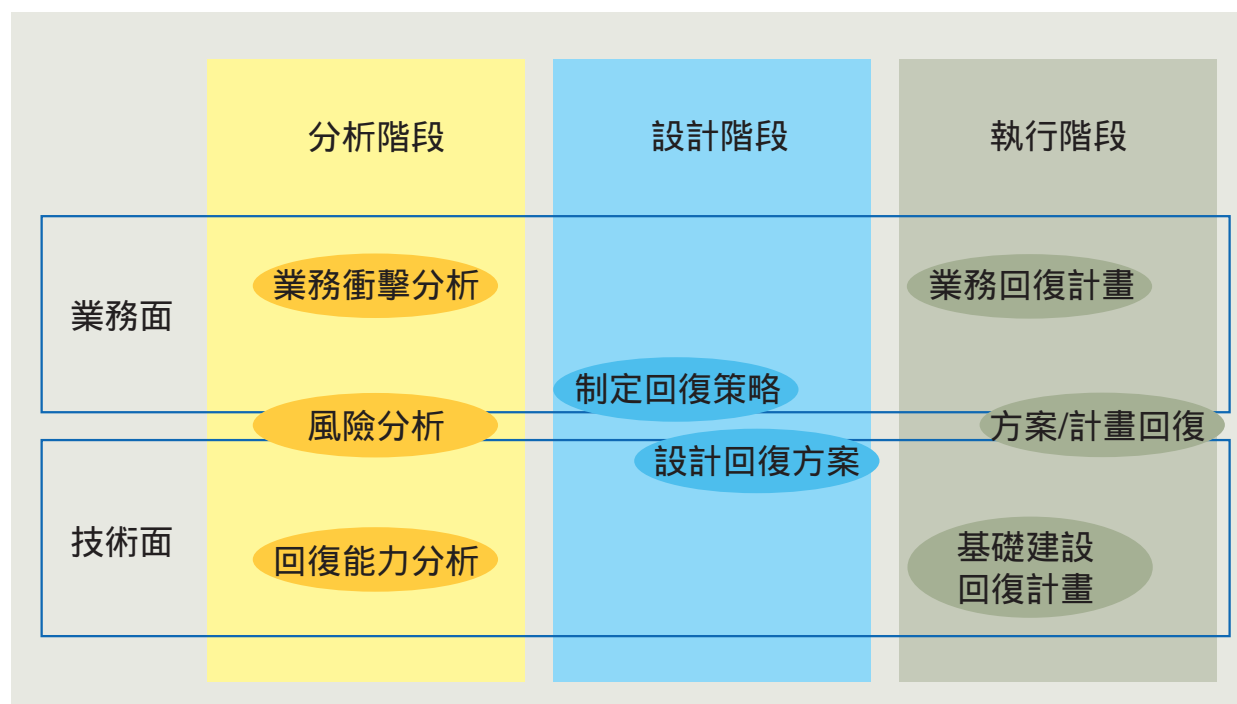 分析階段
設計階段
執行階段
業務面
業務衝擊分析
業務回復計畫
制定回復策略
風險分析
方案/計畫回復
設計回復方案
技術面
回復能力分析
基礎建設
回復計畫